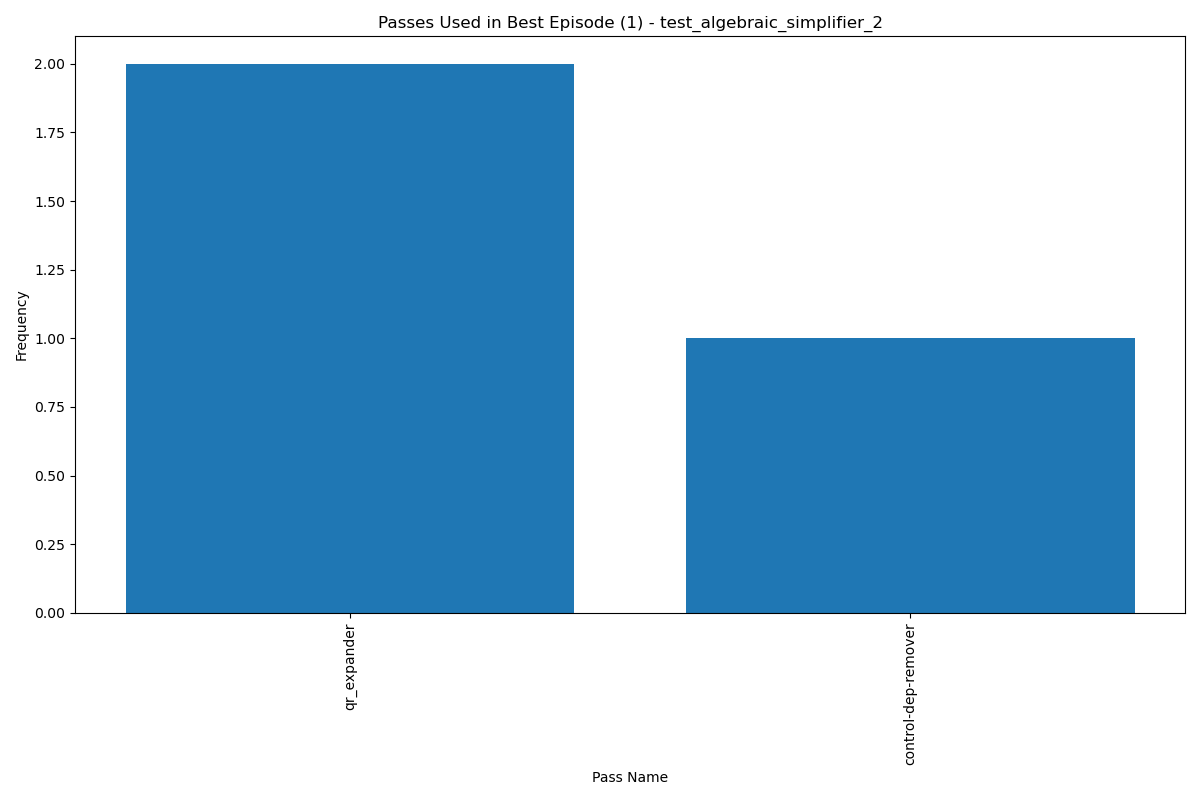 Passes Used in Best Episode (1) - test_algebraic_simplifier_2
2.00
1.75
1.50
1.25
1.00
0.75
0.50
0.25
0.00
Frequency
qr_expander
control-dep-remover
Pass Name